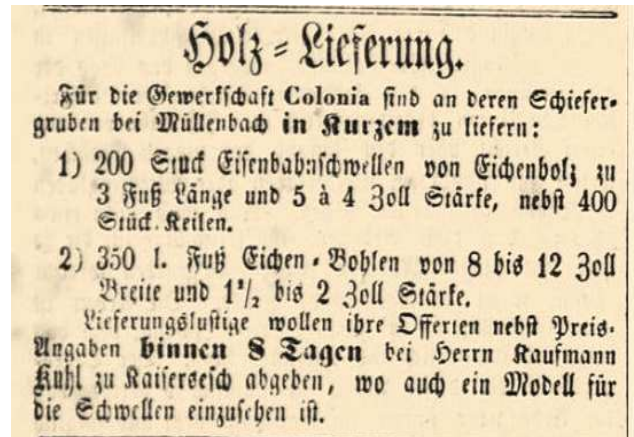 Holz-Lieferung.
Für die Gewerkschaft Colonia sind an deren Schiefer-
gruben bei Müllenbach in Kurzem zu liefern:
1) 200 Stück Eisenbahnschwellen von Eichenholz zu
3 Fuß Länge und 5 à 4 Zoll Stärke, nebst 400
Stück Keilen.
2) 350 l. Fuß Eichen-Bohlen von 8 bis 12 Zoll
Breite und 1½ bis 2 Zoll Stärke.
Lieferungslustige wollen ihre Offerten nebst Preis-
Angaben binnen 8 Tagen bei Herrn Kaufmann
Kuhl zu Kaisersesch abgeben, wo auch ein Modell für
die Schwellen einzusehen ist.